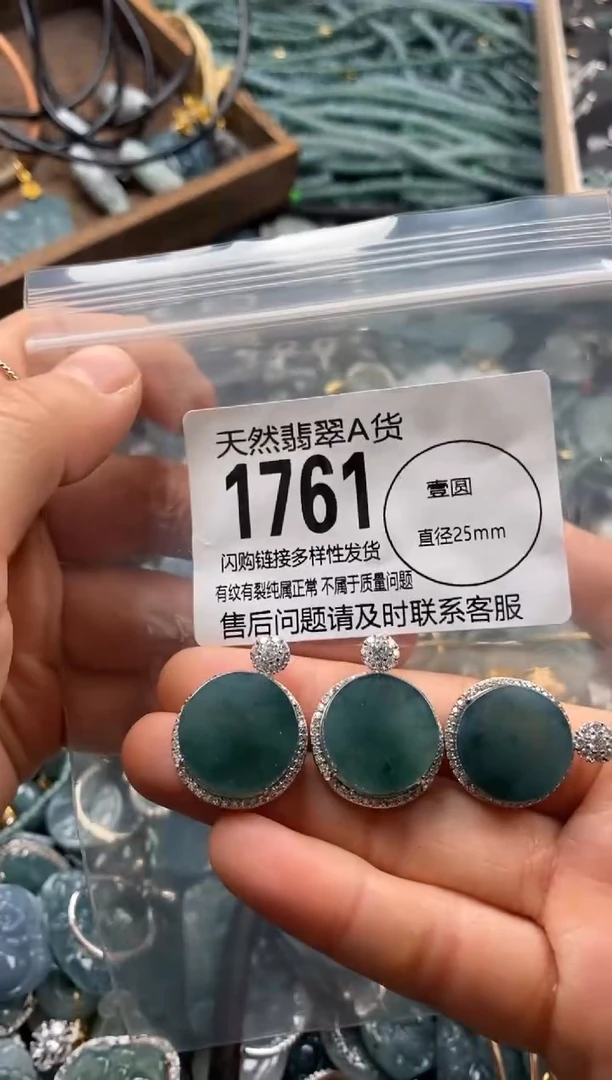 天然翡翠A货
1761
壹圆
直径25mm
闪购链接多样性发货
有纹有裂纯属正常 不属于质量问题
售后问题请及时联系客服